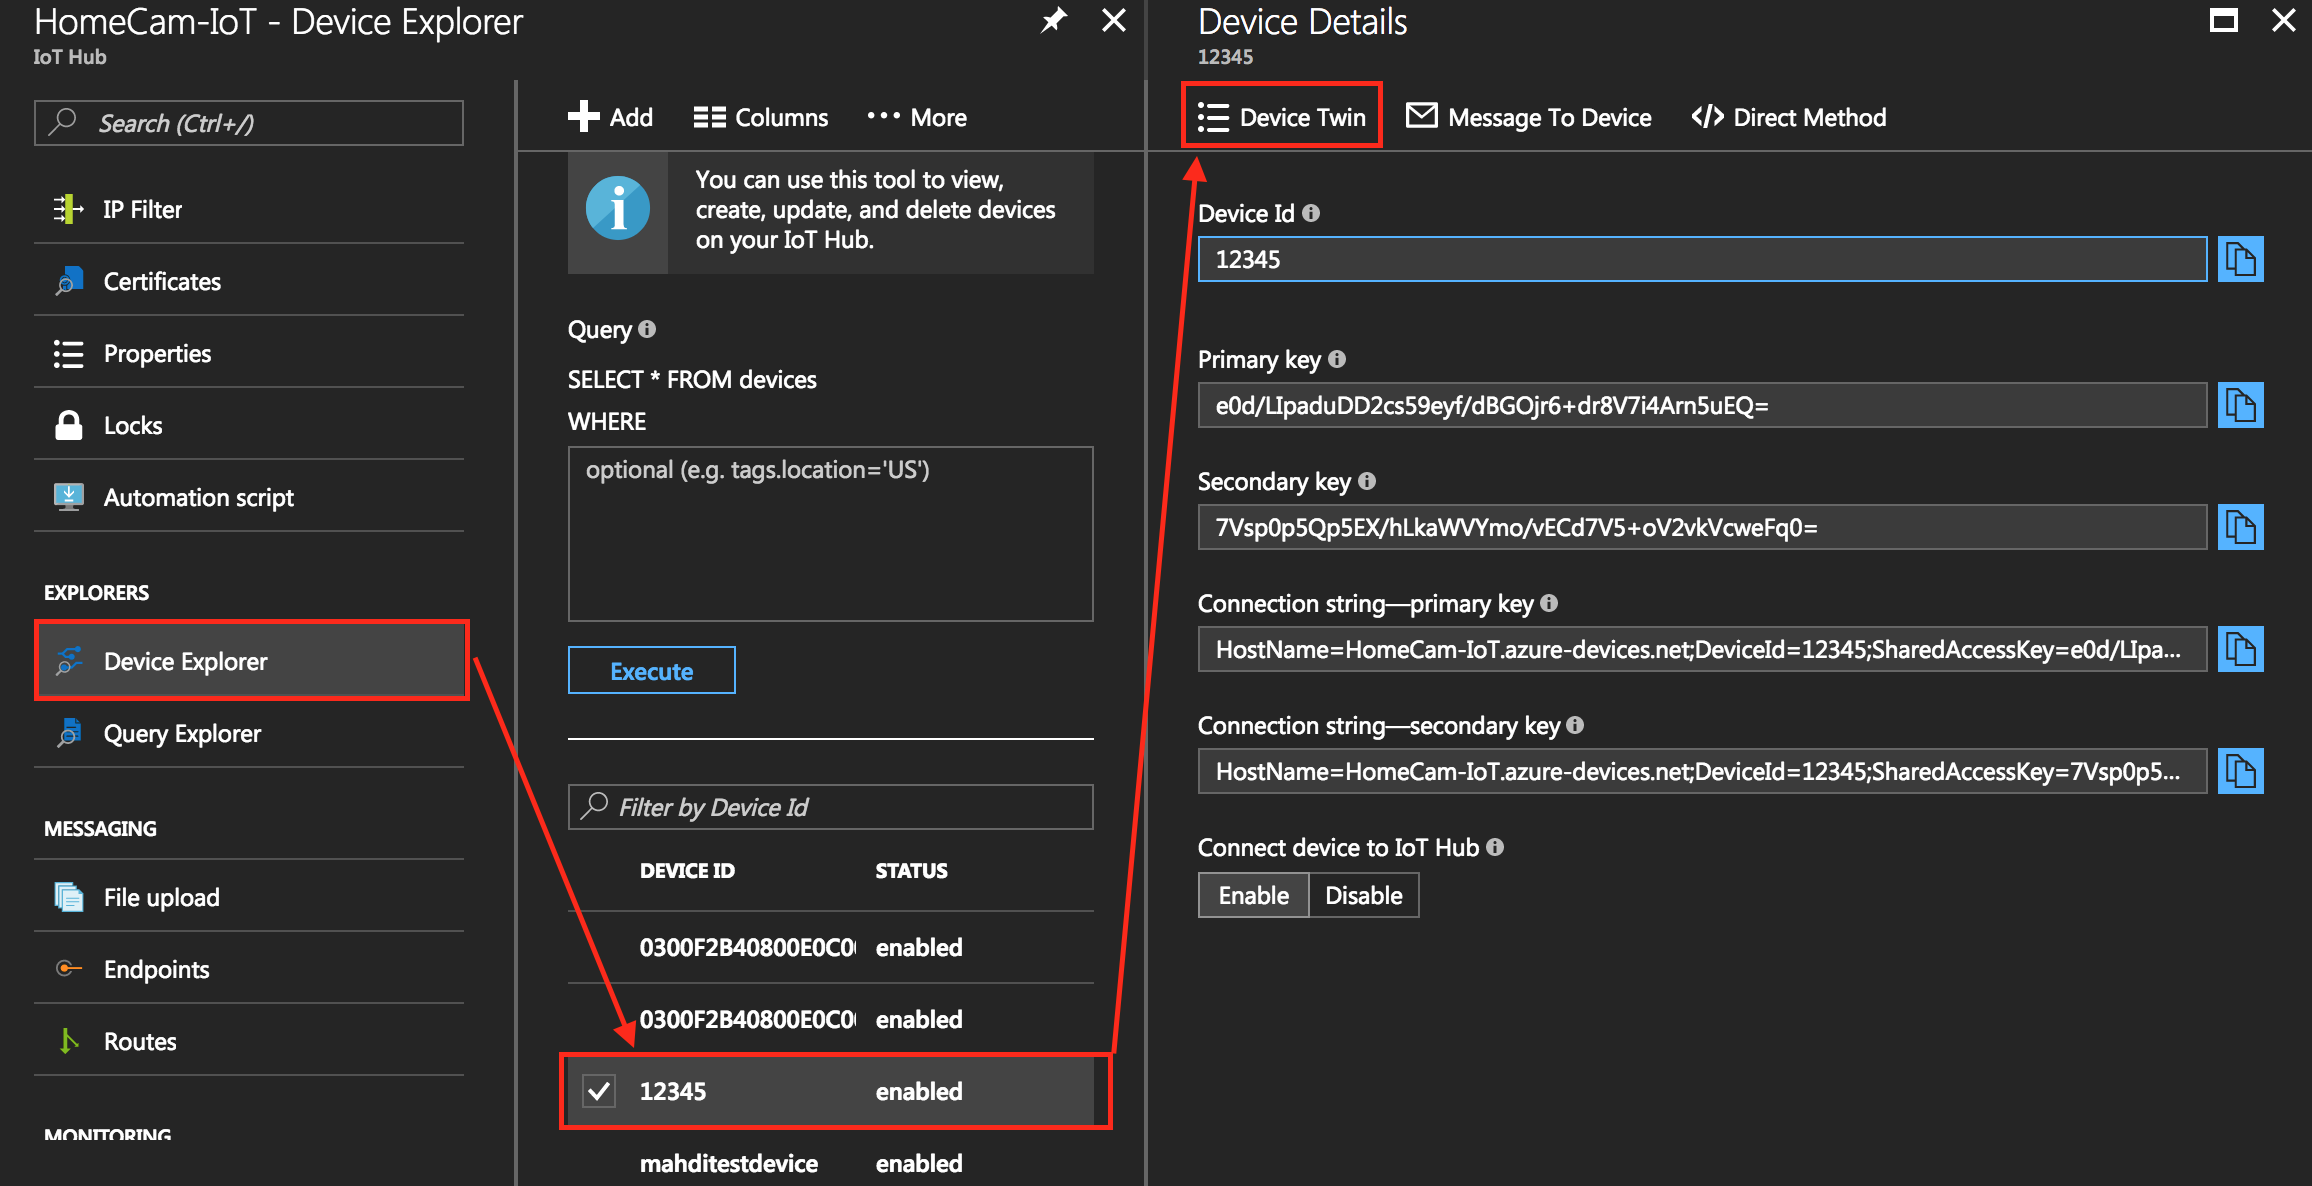 HomeCam-IoT - Device Explorer
IoT Hub
Search (Ctrl+/)
IP Filter
Certificates
Properties
Locks
Automation script
EXPLORERS
Device Explorer
Query Explorer
MESSAGING
File upload
Endpoints
Routes
MONITORING
Add
Columns
More
You can use this tool to view,
create, update, and delete devices
on your IoT Hub.
Query
SELECT * FROM devices
WHERE
optional (e.g. tags.location='US')
Execute
Filter by Device Id
DEVICE ID STATUS
0300F2B40800E0C0 enabled
0300F2B40800E0C0 enabled
12345 enabled
mahditestdevice enabled
Device Details
12345
Device Twin
Message To Device
Direct Method
Device Id
12345
Primary key
e0d/LIpaduDD2cs59eyf/dBGOjr6+dr8V7i4Arn5uEQ=
Secondary key
7Vsp0p5Qp5EX/hLkaWVYmo/vECd7V5+oV2vkVcweFq0=
Connection string—primary key
HostName=HomeCam-IoT.azure-devices.net;DeviceId=12345;SharedAccessKey=e0d/LIpa...
Connection string—secondary key
HostName=HomeCam-IoT.azure-devices.net;DeviceId=12345;SharedAccessKey=7Vsp0p5...
Connect device to IoT Hub
Enable Disable